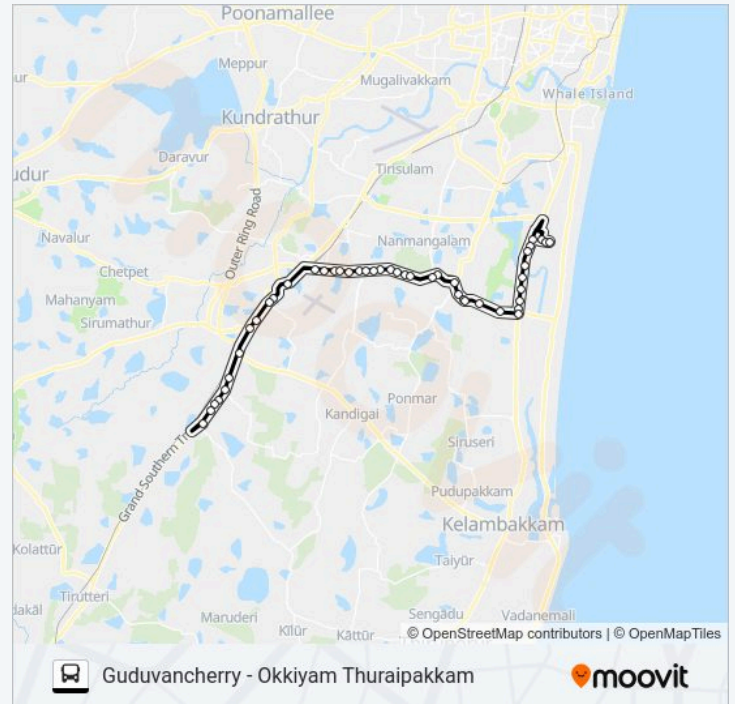 Poonamallee
ur
Meppur
Mugalivakkam
Whale Island
Kundrathur
Daravur
Tirisulam
udur
Outer Ring Road
Navalur
Nanmangalam
Chetpet
Mahanyam
Sirumathur
Ponmar
Kandigai
Siruseri
Grand Southern Tr
Pudupakkam
Kelambakkam
Kolattūr
Taiyūr
Tirutteri
dakāl
Maruderi
Kīlūr
Kāttūr
Sengādu
Vadanemali
© OpenStreetMap contributors | © OpenMapTiles
Guduvancherry - Okkiyam Thuraipakkam
moovit